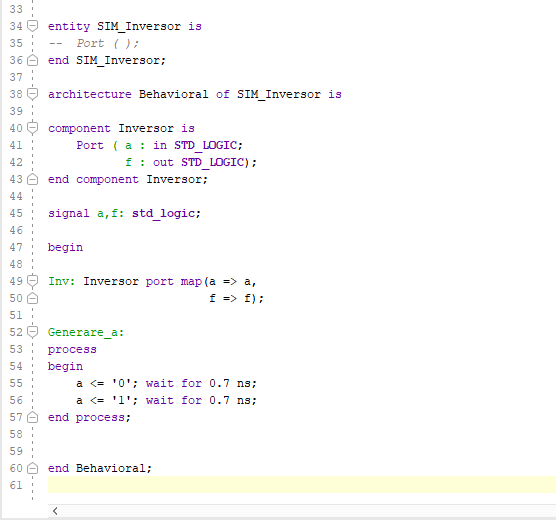 33
34 entity SIM_Inversor is
35 --  Port ( );
36 end SIM_Inversor;
37
38 architecture Behavioral of SIM_Inversor is
39
40 component Inversor is
41     Port ( a : in STD_LOGIC;
42            f : out STD_LOGIC);
43 end component Inversor;
44
45 signal a,f: std_logic;
46
47 begin
48
49 Inv: Inversor port map(a => a,
50                        f => f);
51
52 Generare_a:
53 process
54 begin
55     a <= '0'; wait for 0.7 ns;
56     a <= '1'; wait for 0.7 ns;
57 end process;
58
59
60 end Behavioral;
61